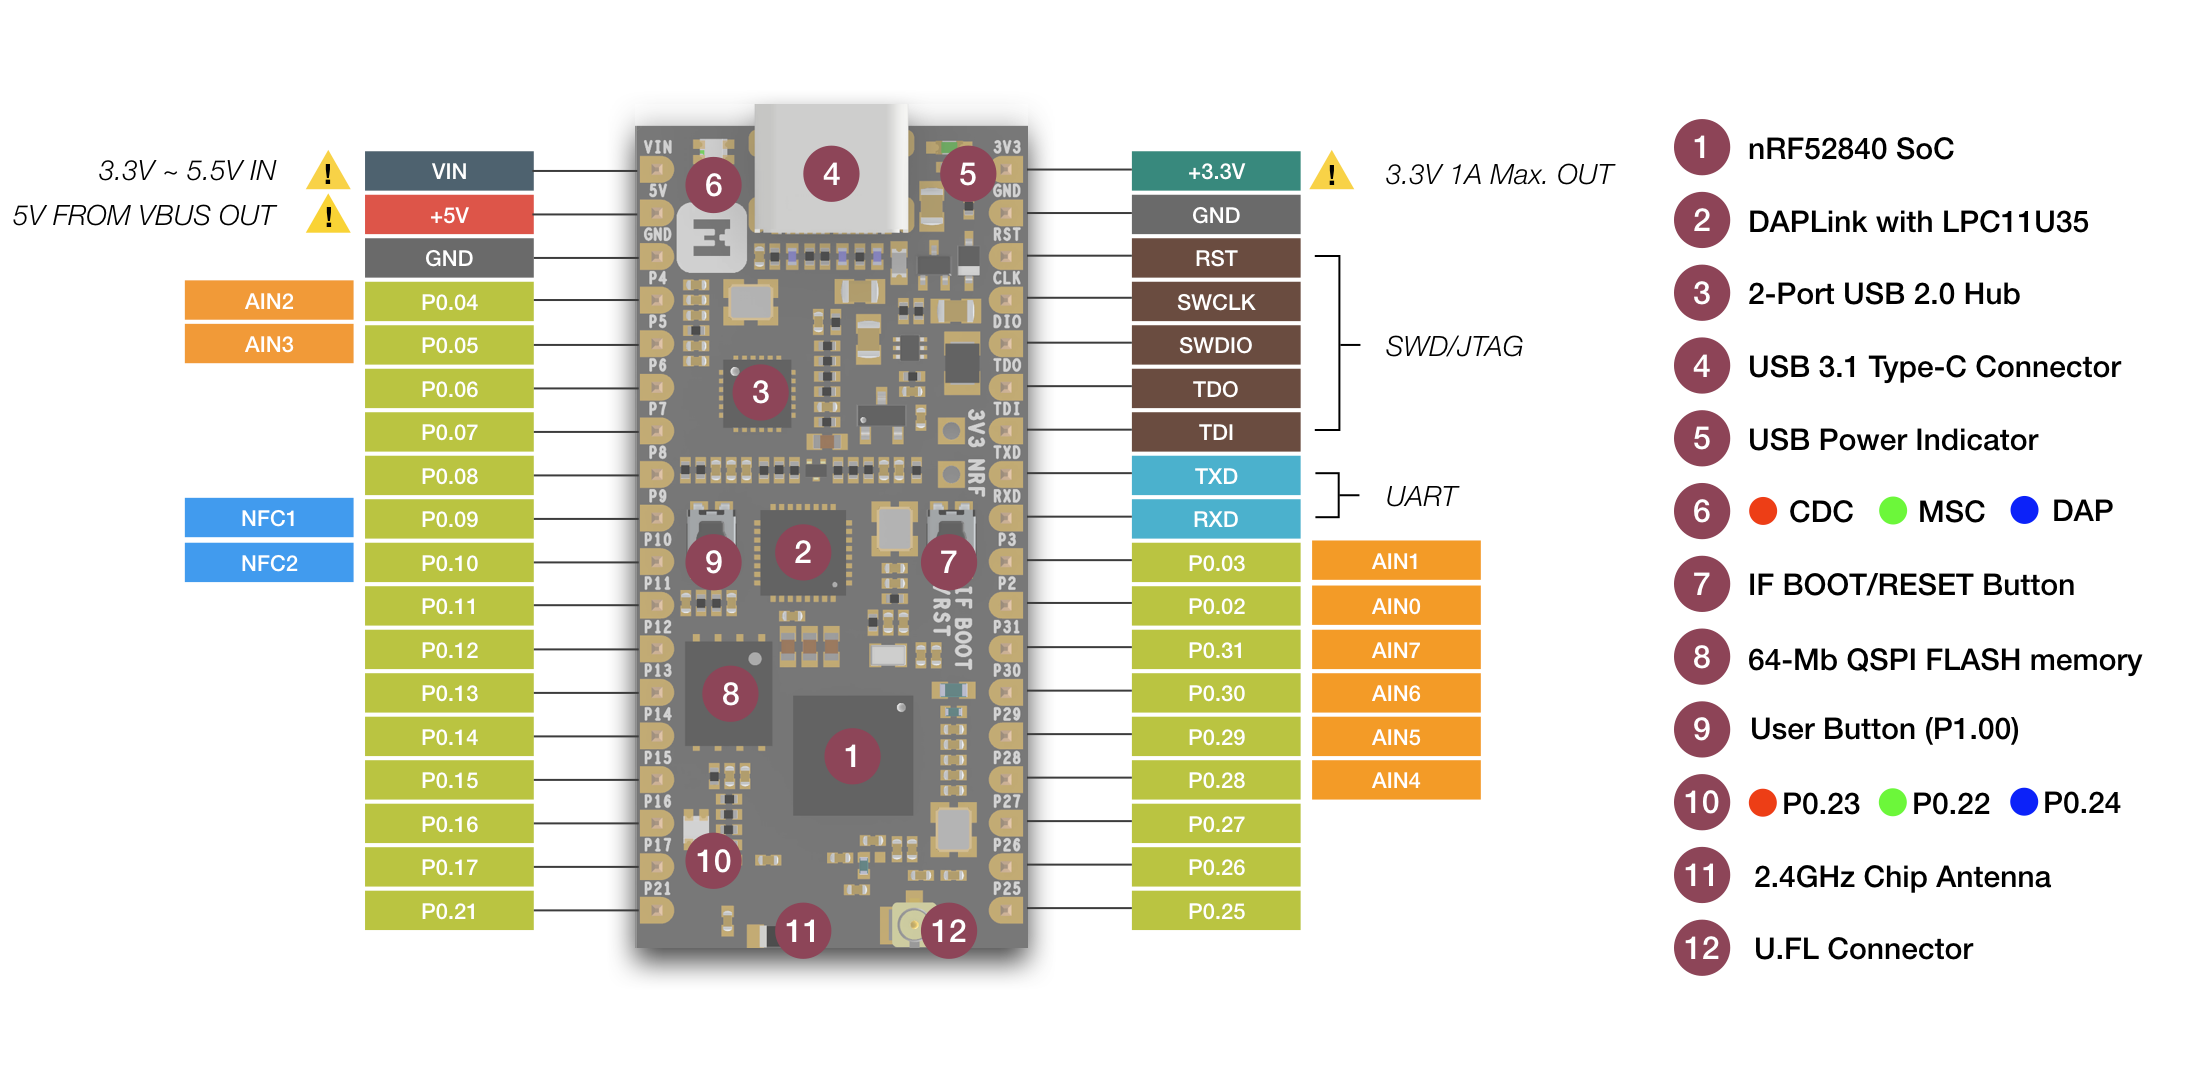 3.3V ~ 5.5V IN
!
VIN
5V FROM VBUS OUT
!
+5V
GND
AIN2
P0.04
AIN3
P0.05
P0.06
P0.07
P0.08
NFC1
P0.09
NFC2
P0.10
P0.11
P0.12
P0.13
P0.14
P0.15
P0.16
P0.17
P0.21
VIN
5V
GND
P4
P5
P6
P7
P8
P9
P10
P11
P12
P13
P14
P15
P16
P17
P21
6
4
5
3
3V3 NRF
9
2
7
IF BOOT
/RST
8
1
10
11
12
3V3
GND
RST
CLK
DIO
TDO
TDI
TXD
RXD
P3
P2
P31
P30
P29
P28
P27
P26
P25
+3.3V
!
3.3V 1A Max. OUT
GND
RST
SWCLK
SWDIO
TDO
TDI
SWD/JTAG
TXD
RXD
UART
P0.03
AIN1
P0.02
AIN0
P0.31
AIN7
P0.30
AIN6
P0.29
AIN5
P0.28
AIN4
P0.27
P0.26
P0.25
1 nRF52840 SoC
2 DAPLink with LPC11U35
3 2-Port USB 2.0 Hub
4 USB 3.1 Type-C Connector
5 USB Power Indicator
6 CDC MSC DAP
7 IF BOOT/RESET Button
8 64-Mb QSPI FLASH memory
9 User Button (P1.00)
10 P0.23 P0.22 P0.24
11 2.4GHz Chip Antenna
12 U.FL Connector